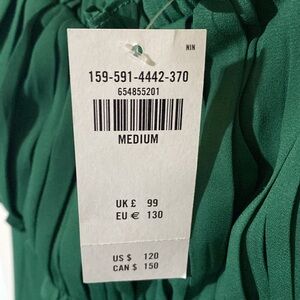 NIN
159-591-4442-370
654855201
MEDIUM
UK £ 99
EU € 130
US $ 120
CAN $ 150